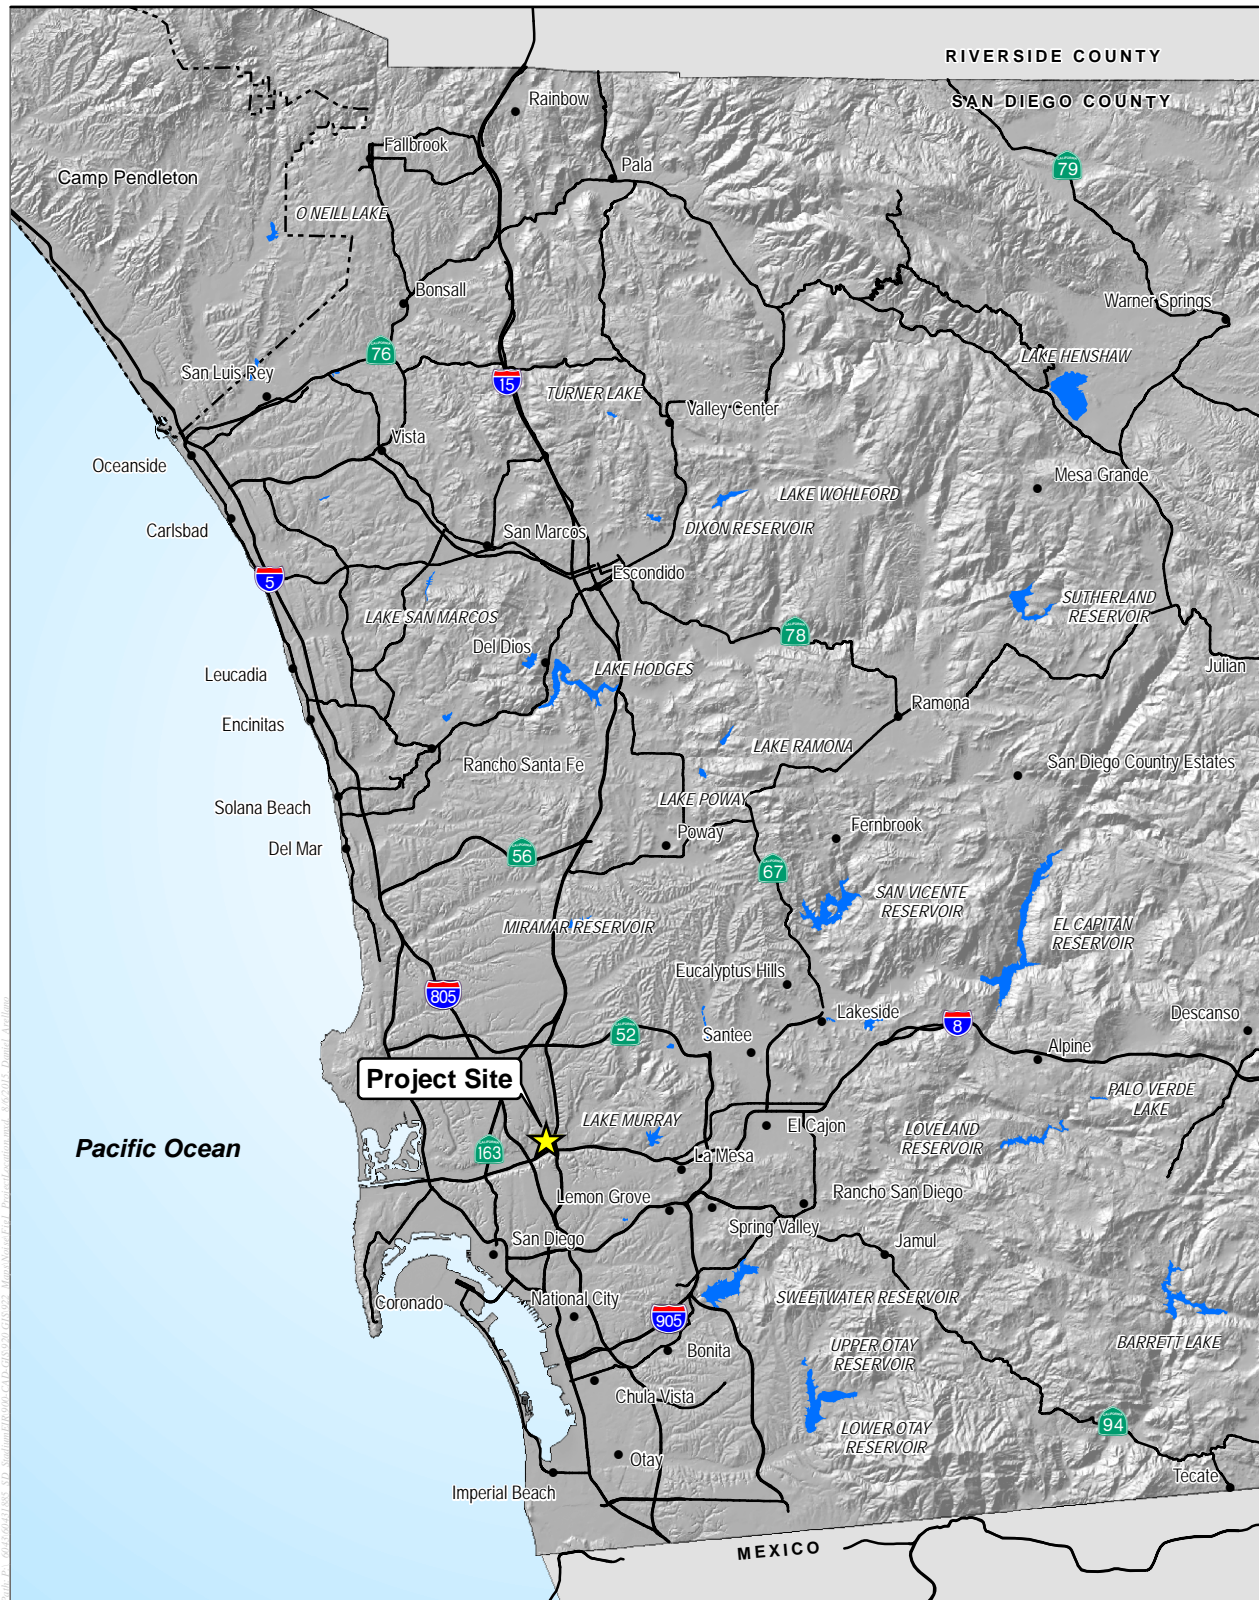 RIVERSIDE COUNTY
SAN DIEGO COUNTY
Rainbow
Fallbrook
Pala
79
Camp Pendleton
O NEILL LAKE
Bonsall
Warner Springs
76
LAKE HENSHAW
San Luis Rey
15
TURNER LAKE
Valley Center
Vista
Oceanside
Mesa Grande
LAKE WOHLFORD
DIXON RESERVOIR
Carlsbad
San Marcos
5
Escondido
LAKE SAN MARCOS
SUTHERLAND
RESERVOIR
78
Del Dios
LAKE HODGES
Julian
Leucadia
Ramona
Encinitas
LAKE RAMONA
Rancho Santa Fe
San Diego Country Estates
Solana Beach
LAKE POWAY
Poway
Fernbrook
Del Mar
56
67
SAN VICENTE
RESERVOIR
MIRAMAR RESERVOIR
EL CAPITAN
RESERVOIR
Eucalyptus Hills
805
Lakeside
8
Descanso
52
Santee
Alpine
Project Site
PALO VERDE
LAKE
LAKE MURRAY
El Cajon
LOVELAND
RESERVOIR
Pacific Ocean
163
La Mesa
Lemon Grove
Rancho San Diego
Spring Valley
San Diego
Jamul
Coronado
National City
SWEETWATER RESERVOIR
905
BARRETT LAKE
Bonita
UPPER OTAY
RESERVOIR
Chula Vista
94
LOWER OTAY
RESERVOIR
Otay
Tecate
Imperial Beach
MEXICO